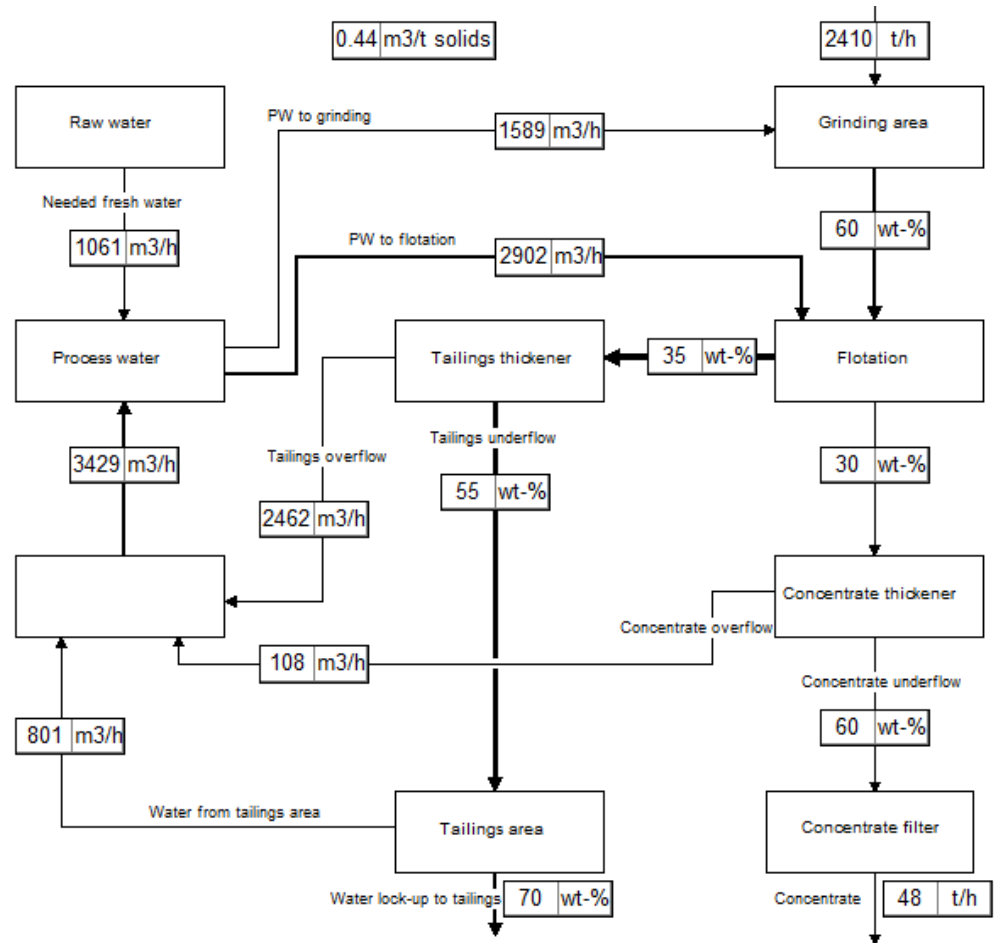 0.44 m3/t solids
2410 t/h
Raw water
PW to grinding
1589 m3/h
Grinding area
Needed fresh water
1061 m3/h
PW to flotation
2902 m3/h
60 wt-%
Process water
Tailings thickener
35 wt-%
Flotation
3429 m3/h
Tailings overflow
2462 m3/h
Tailings underflow
55 wt-%
30 wt-%
Concentrate thickener
Concentrate overflow
108 m3/h
Concentrate underflow
60 wt-%
801 m3/h
Water from tailings area
Tailings area
Concentrate filter
Water lock-up to tailings
70 wt-%
Concentrate
48 t/h